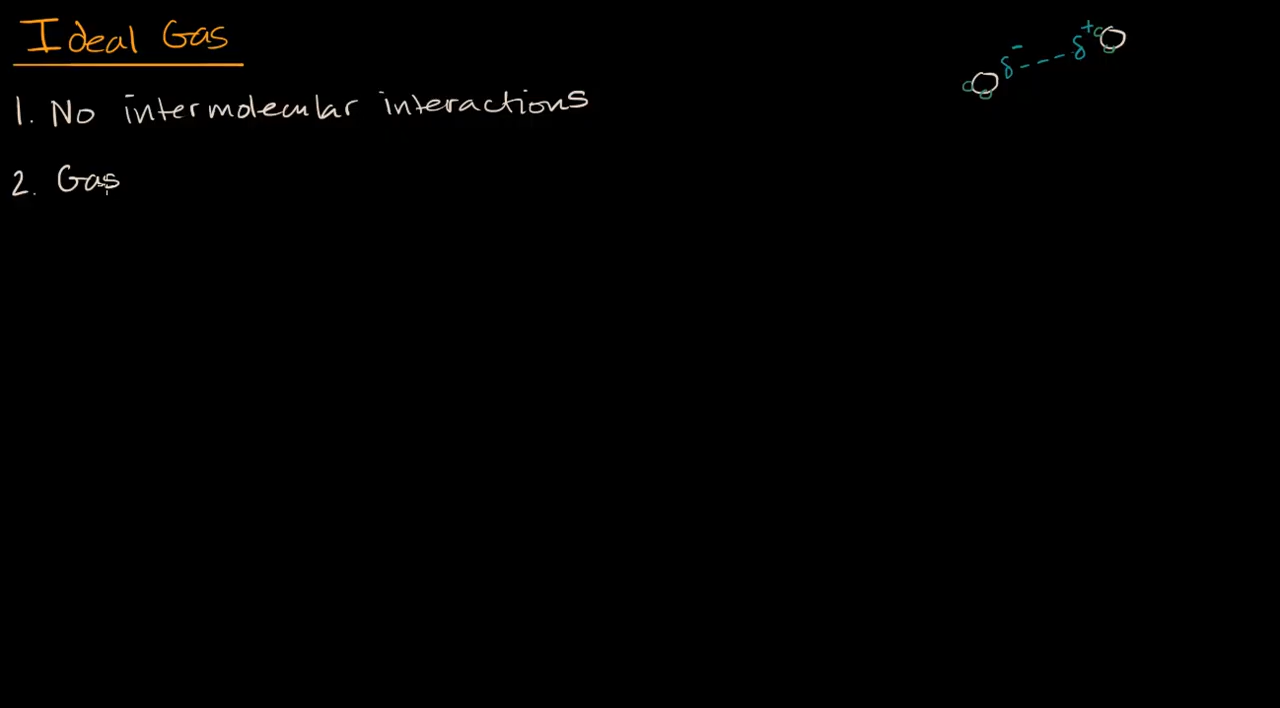 Ideal Gas
δ⁻ --- δ⁺
1. No intermolecular interactions
2. Gas